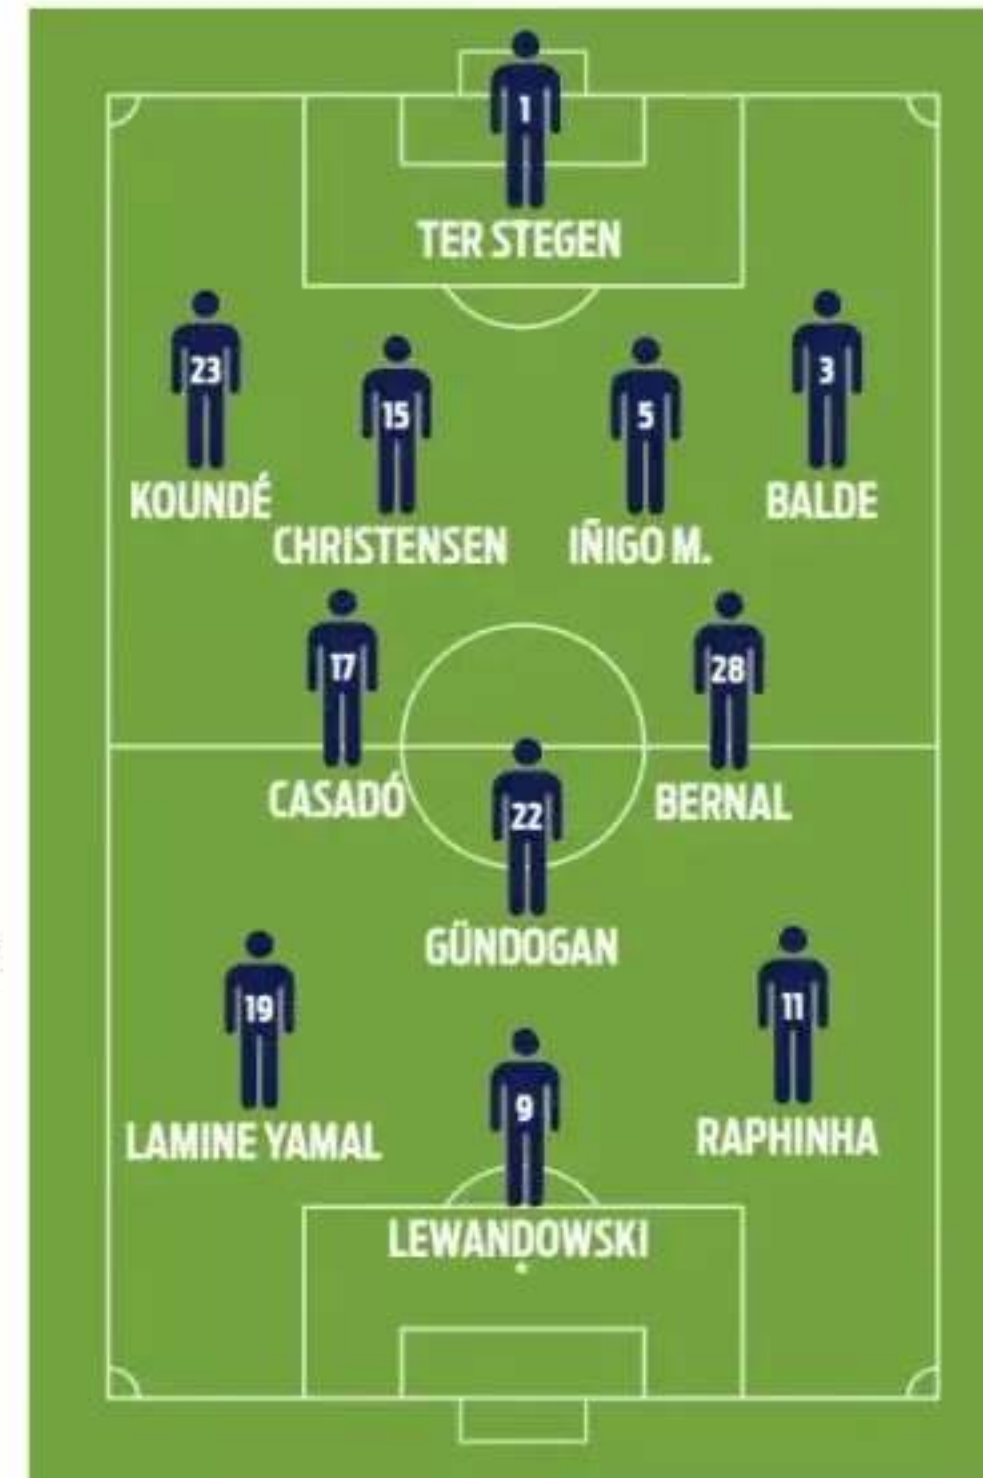 1
TER STEGEN
23
3
15
5
KOUNDÉ
BALDE
CHRISTENSEN
IÑIGO M.
17
28
CASADÓ
BERNAL
22
GÜNDOGAN
19
11
LAMINE YAMAL
RAPHINHA
9
LEWANDOWSKI